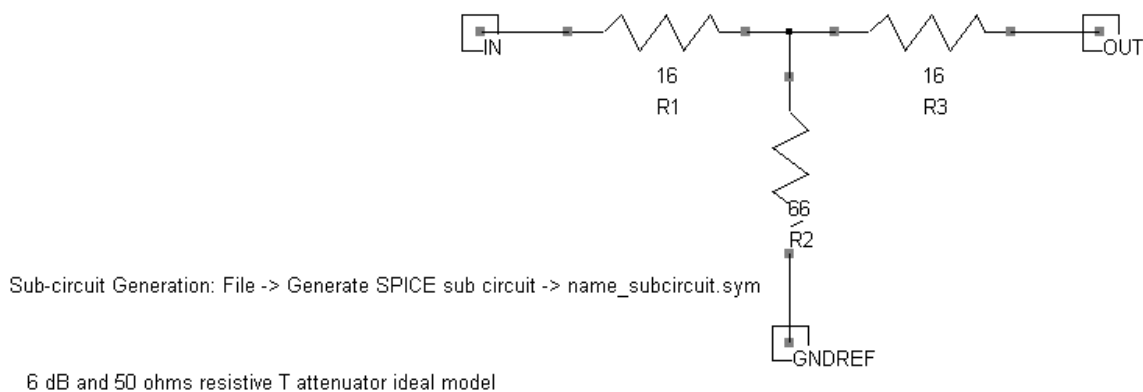 IN
OUT
16
R1
16
R3
66
R2
Sub-circuit Generation: File -> Generate SPICE sub circuit -> name_subcircuit.sym
GNDREF
6 dB and 50 ohms resistive T attenuator ideal model